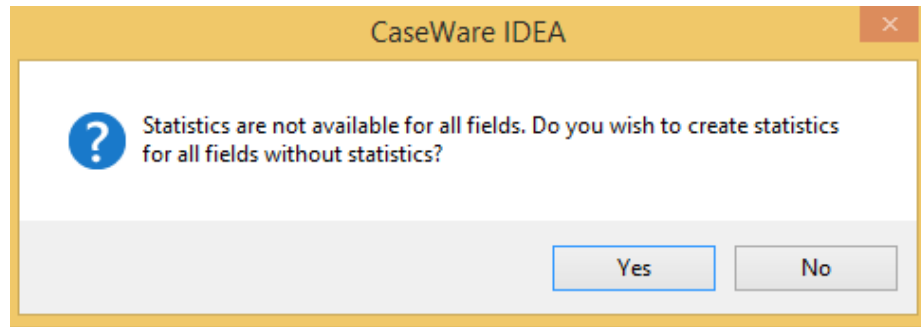 CaseWare IDEA
Statistics are not available for all fields. Do you wish to create statistics
for all fields without statistics?
Yes
No